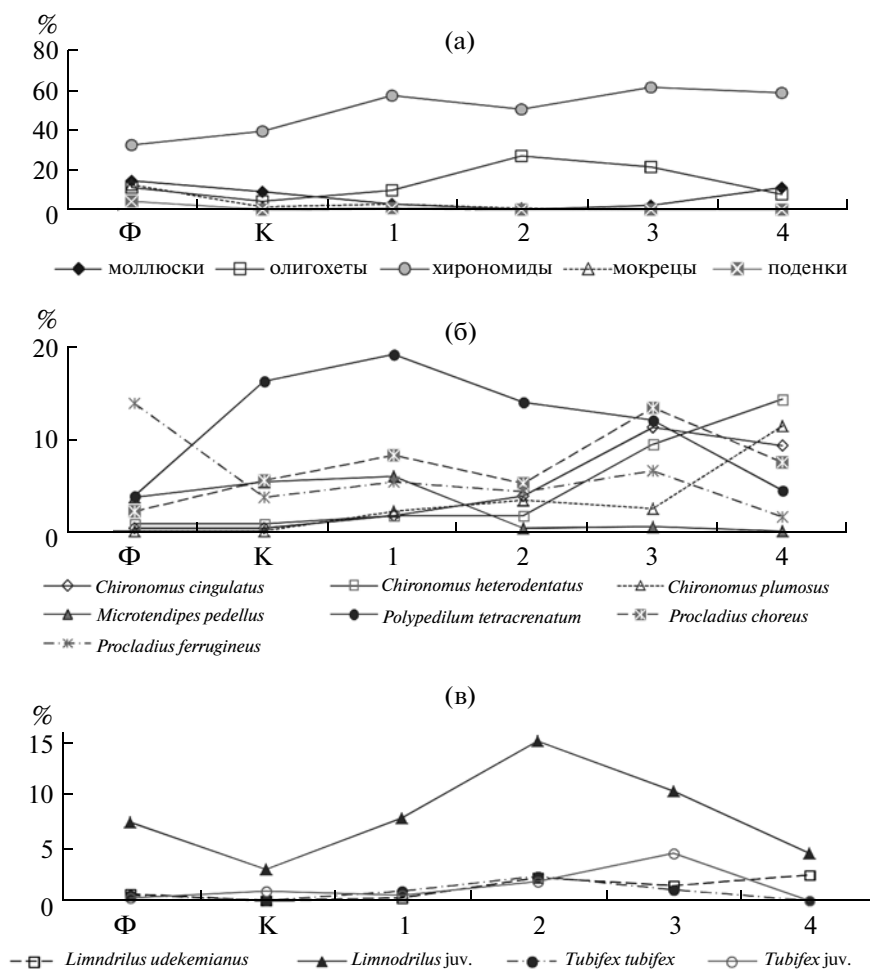 %
(а)
80
60
40
20
0
Ф К 1 2 3 4
моллюски олигохеты хирономиды мокрецы поденки
%
(б)
20
10
0
Ф К 1 2 3 4
Chironomus cingulatus Chironomus heterodentatus Chironomus plumosus
Microtendipes pedellus Polypedilum tetracrenatum Procladius choreus
Procladius ferrugineus
(в)
%
15
10
5
0
Ф К 1 2 3 4
Limndrilus udekemianus Limnodrilus juv. Tubifex tubifex Tubifex juv.